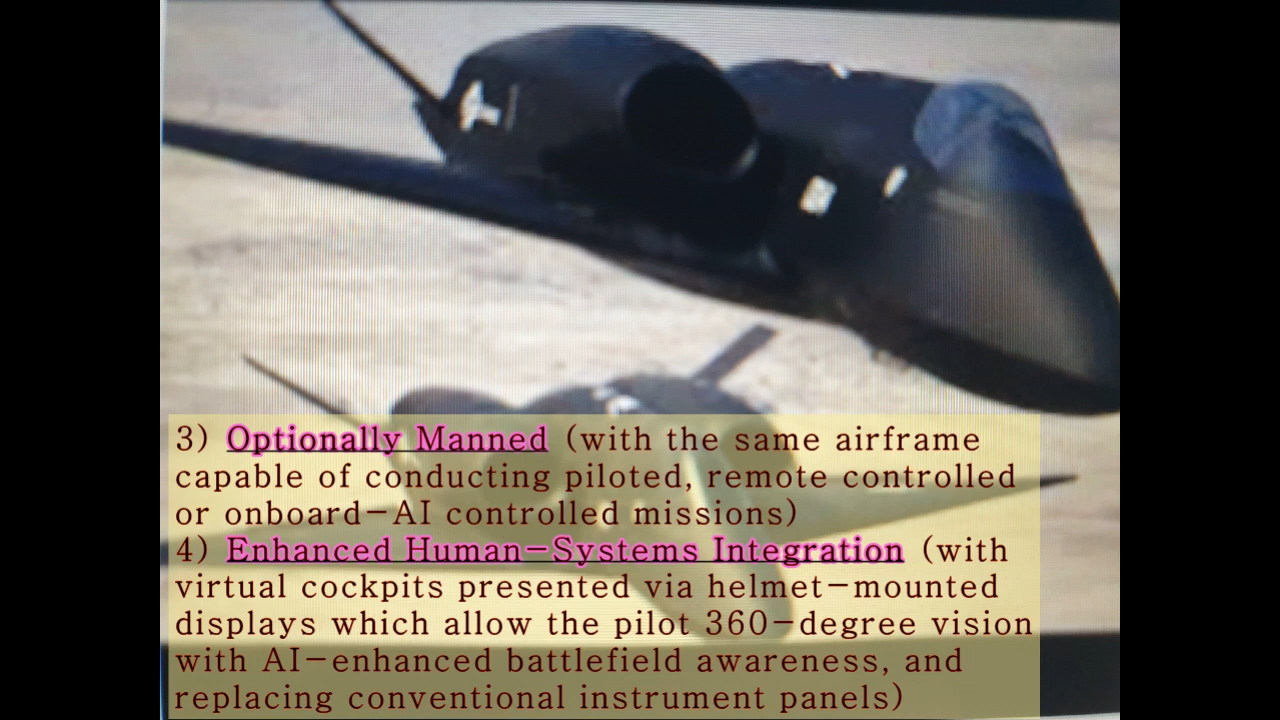 3) Optionally Manned (with the same airframe
capable of conducting piloted, remote controlled
or onboard-AI controlled missions)
4) Enhanced Human-Systems Integration (with
virtual cockpits presented via helmet-mounted
displays which allow the pilot 360-degree vision
with AI-enhanced battlefield awareness, and
replacing conventional instrument panels)